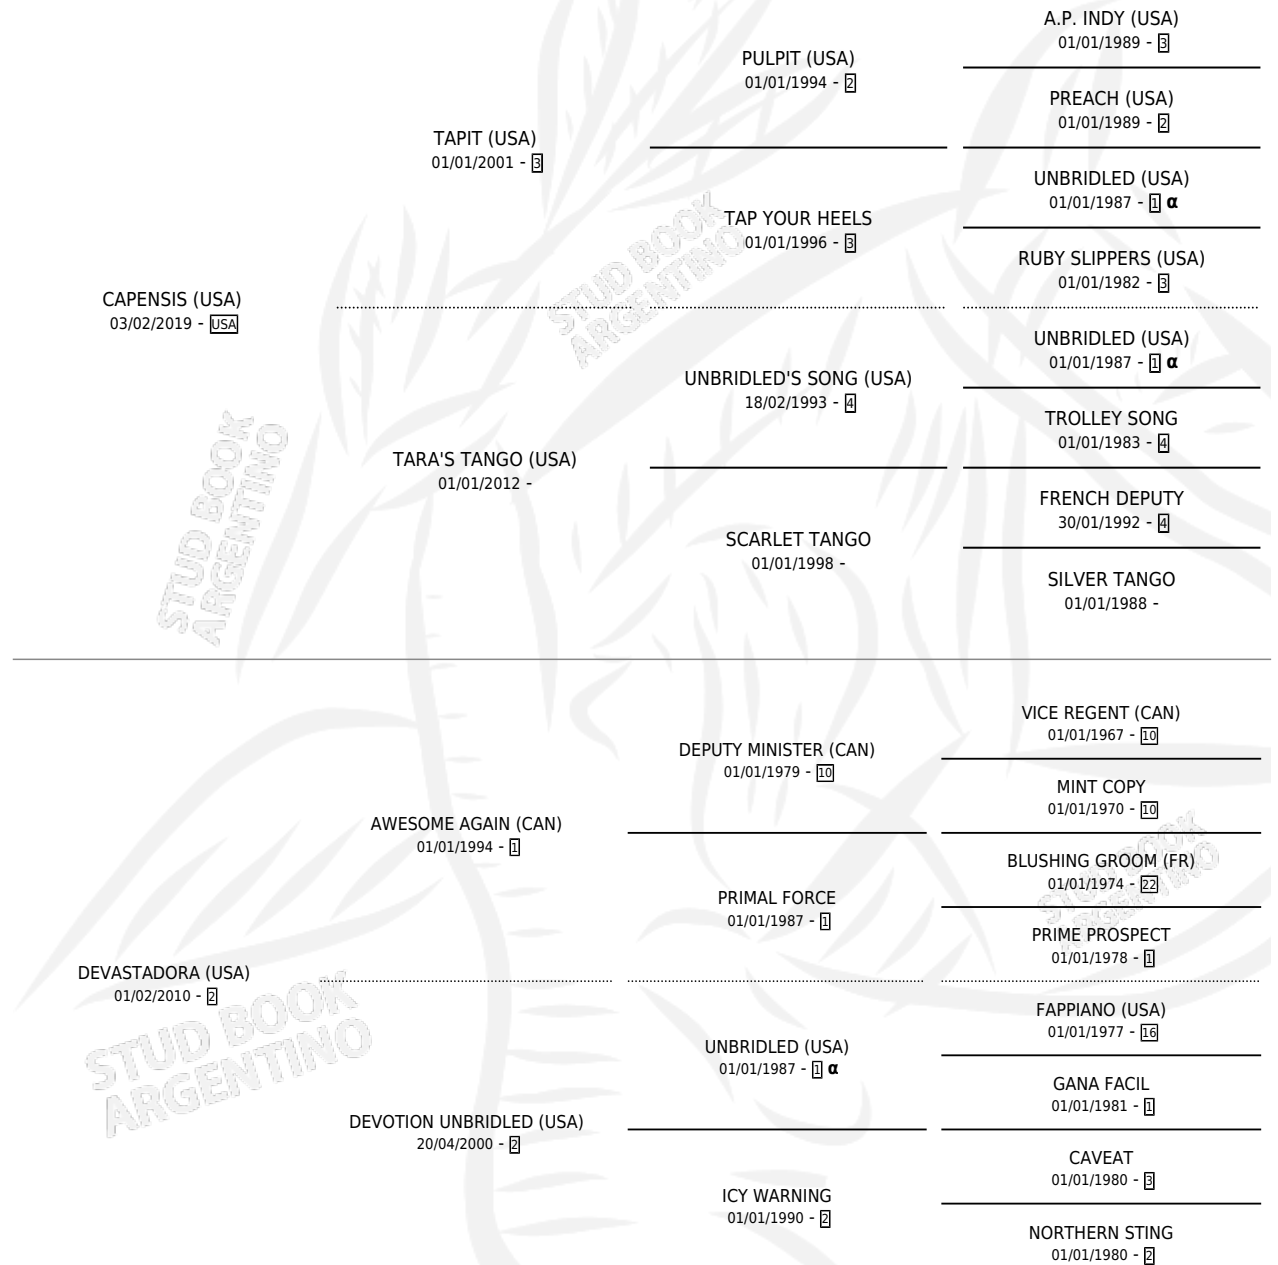 A.P. INDY (USA)
01/01/1989 - 3
PULPIT (USA)
01/01/1994 - 2
PREACH (USA)
01/01/1989 - 2
TAPIT (USA)
01/01/2001 - 3
UNBRIDLED (USA)
01/01/1987 - 1 α
TAP YOUR HEELS
01/01/1996 - 3
RUBY SLIPPERS (USA)
01/01/1982 - 3
CAPENSIS (USA)
03/02/2019 - USA
UNBRIDLED (USA)
01/01/1987 - 1 α
UNBRIDLED'S SONG (USA)
18/02/1993 - 4
TROLLEY SONG
01/01/1983 - 4
TARA'S TANGO (USA)
01/01/2012 -
FRENCH DEPUTY
30/01/1992 - 4
SCARLET TANGO
01/01/1998 -
SILVER TANGO
01/01/1988 -
VICE REGENT (CAN)
01/01/1967 - 10
DEPUTY MINISTER (CAN)
01/01/1979 - 10
MINT COPY
01/01/1970 - 10
AWESOME AGAIN (CAN)
01/01/1994 - 1
BLUSHING GROOM (FR)
01/01/1974 - 22
PRIMAL FORCE
01/01/1987 - 1
PRIME PROSPECT
01/01/1978 - 1
DEVASTADORA (USA)
01/02/2010 - 2
FAPPIANO (USA)
01/01/1977 - 16
UNBRIDLED (USA)
01/01/1987 - 1 α
GANA FACIL
01/01/1981 - 1
DEVOTION UNBRIDLED (USA)
20/04/2000 - 2
CAVEAT
01/01/1980 - 3
ICY WARNING
01/01/1990 - 2
NORTHERN STING
01/01/1980 - 2
STUD BOOK
ARGENTINO
STUD BOOK
ARGENTINO
STUD BOOK
ARGENTINO
STUD BOOK
ARGENTINO